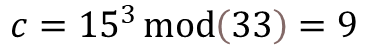 c = 15³ mod(33) = 9